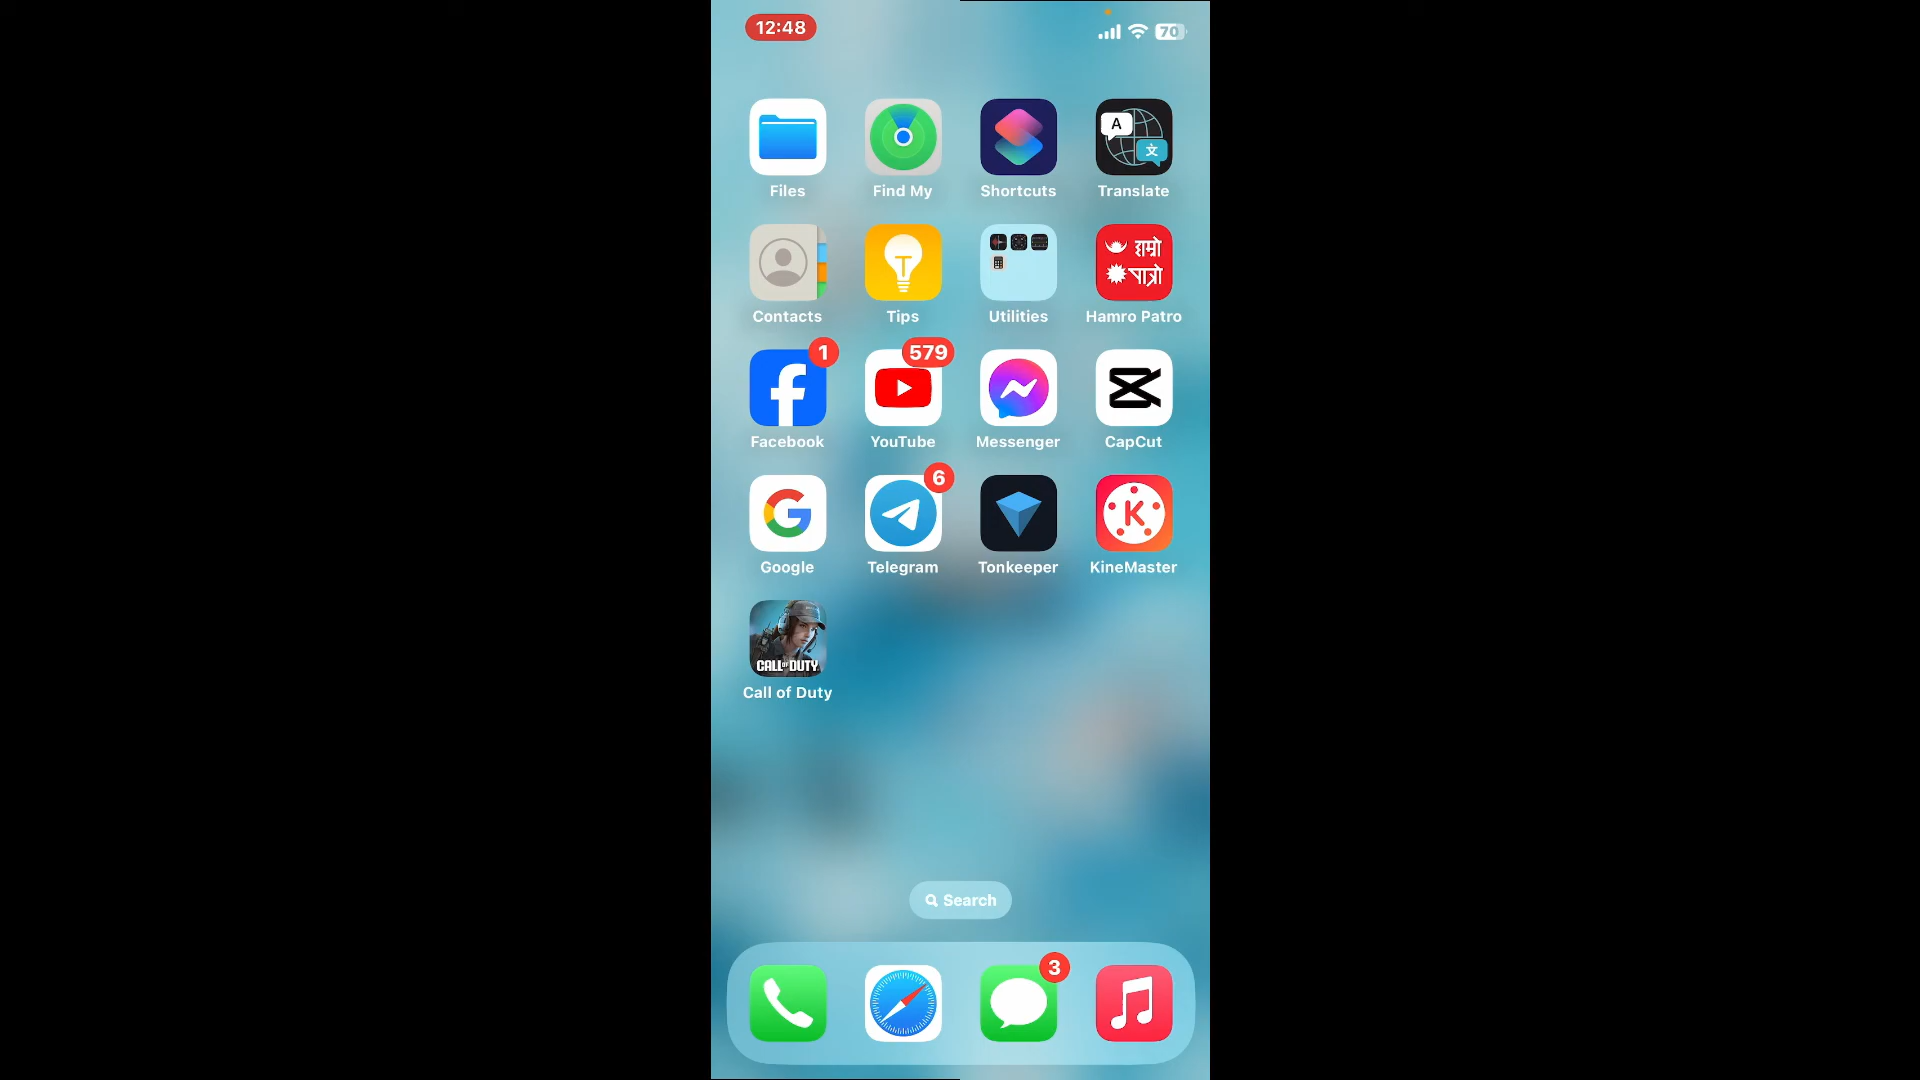 12:48
70
A
文
Files
Find My
Shortcuts
Translate
T
हाम्रो
पात्रो
Contacts
Tips
Utilities
Hamro Patro
1
579
f
Facebook
YouTube
Messenger
CapCut
G
6
K
Google
Telegram
Tonkeeper
KineMaster
CALL OF DUTY
Call of Duty
Search
3